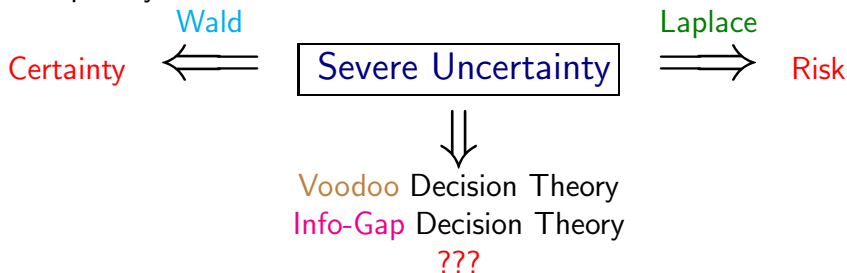 Wald Laplace
Certainty Severe Uncertainty Risk
Voodoo Decision Theory
Info-Gap Decision Theory
???